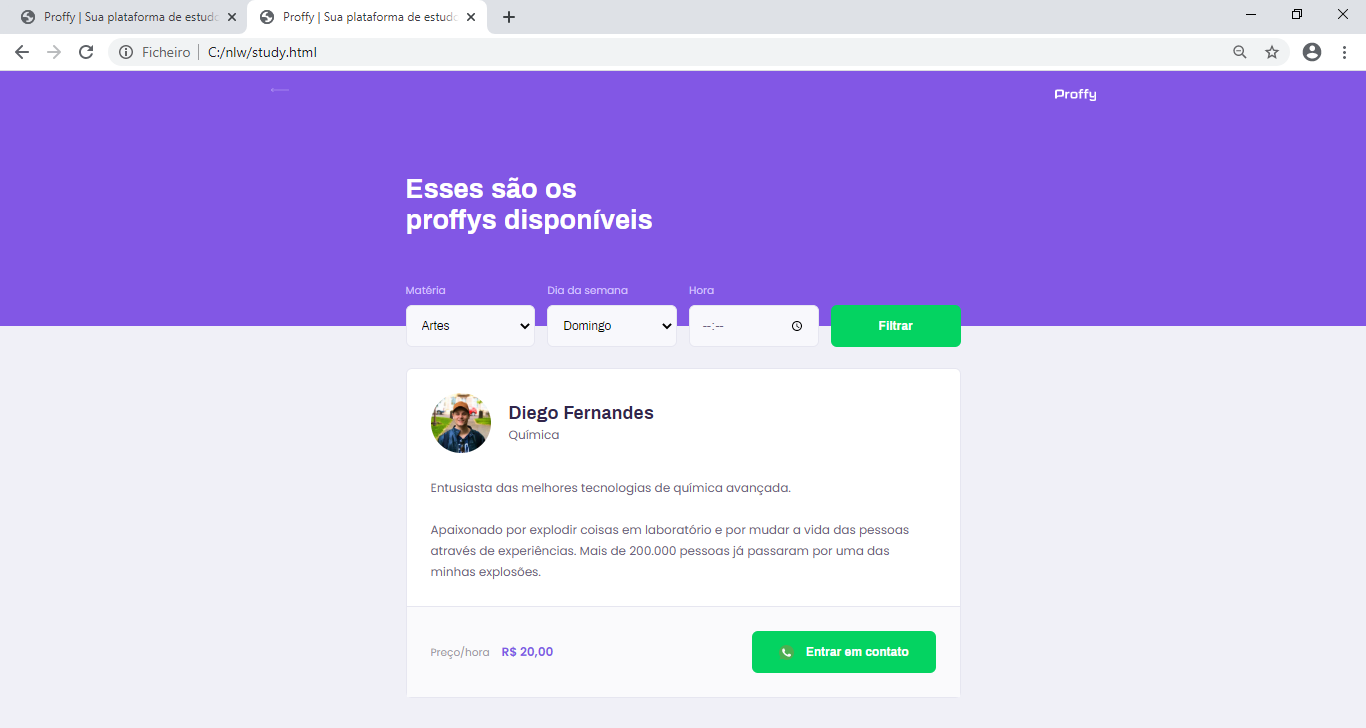 Proffy | Sua plataforma de estudo
Proffy | Sua plataforma de estudo
Ficheiro | C:/nlw/study.html
Proffy
Esses são os
proffys disponíveis
Matéria Dia da semana Hora
Artes Domingo --:-- Filtrar
Diego Fernandes
Química
Entusiasta das melhores tecnologias de química avançada.
Apaixonado por explodir coisas em laboratório e por mudar a vida das pessoas
através de experiências. Mais de 200.000 pessoas já passaram por uma das
minhas explosões.
Preço/hora R$ 20,00 Entrar em contato